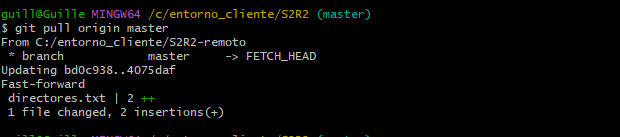 guill@Guille MINGW64 /c/entorno_cliente/S2R2 (master)
$ git pull origin master
From C:/entorno_cliente/S2R2-remoto
 * branch            master     -> FETCH_HEAD
Updating bd0c938..4075daf
Fast-forward
 directores.txt | 2 ++
 1 file changed, 2 insertions(+)